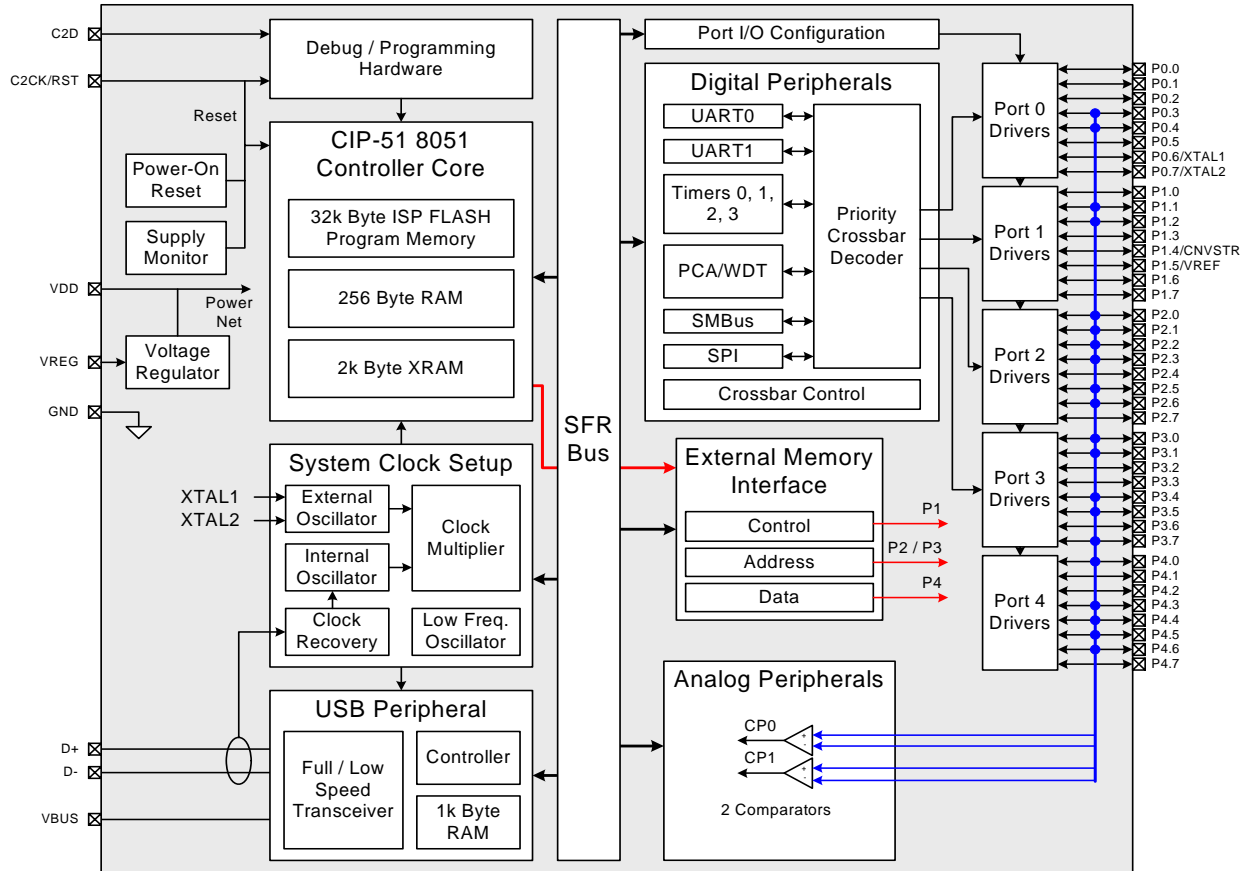 C2D
C2CK/RST
Debug / Programming
Hardware
Reset
Power-On
Reset
Supply
Monitor
VDD
Power
Net
VREG
Voltage
Regulator
GND
CIP-51 8051
Controller Core
32k Byte ISP FLASH
Program Memory
256 Byte RAM
2k Byte XRAM
System Clock Setup
XTAL1
XTAL2
External
Oscillator
Internal
Oscillator
Clock
Recovery
Clock
Multiplier
Low Freq.
Oscillator
USB Peripheral
D+
D-
VBUS
Full / Low
Speed
Transceiver
Controller
1k Byte
RAM
SFR
Bus
Port I/O Configuration
Digital Peripherals
UART0
UART1
Timers 0, 1,
2, 3
PCA/WDT
SMBus
SPI
Priority
Crossbar
Decoder
Crossbar Control
External Memory
Interface
Control
Address
Data
P1
P2 / P3
P4
Analog Peripherals
CP0
+
-
CP1
+
-
2 Comparators
Port 0
Drivers
Port 1
Drivers
Port 2
Drivers
Port 3
Drivers
Port 4
Drivers
P0.0
P0.1
P0.2
P0.3
P0.4
P0.5
P0.6/XTAL1
P0.7/XTAL2
P1.0
P1.1
P1.2
P1.3
P1.4/CNVSTR
P1.5/VREF
P1.6
P1.7
P2.0
P2.1
P2.2
P2.3
P2.4
P2.5
P2.6
P2.7
P3.0
P3.1
P3.2
P3.3
P3.4
P3.5
P3.6
P3.7
P4.0
P4.1
P4.2
P4.3
P4.4
P4.5
P4.6
P4.7